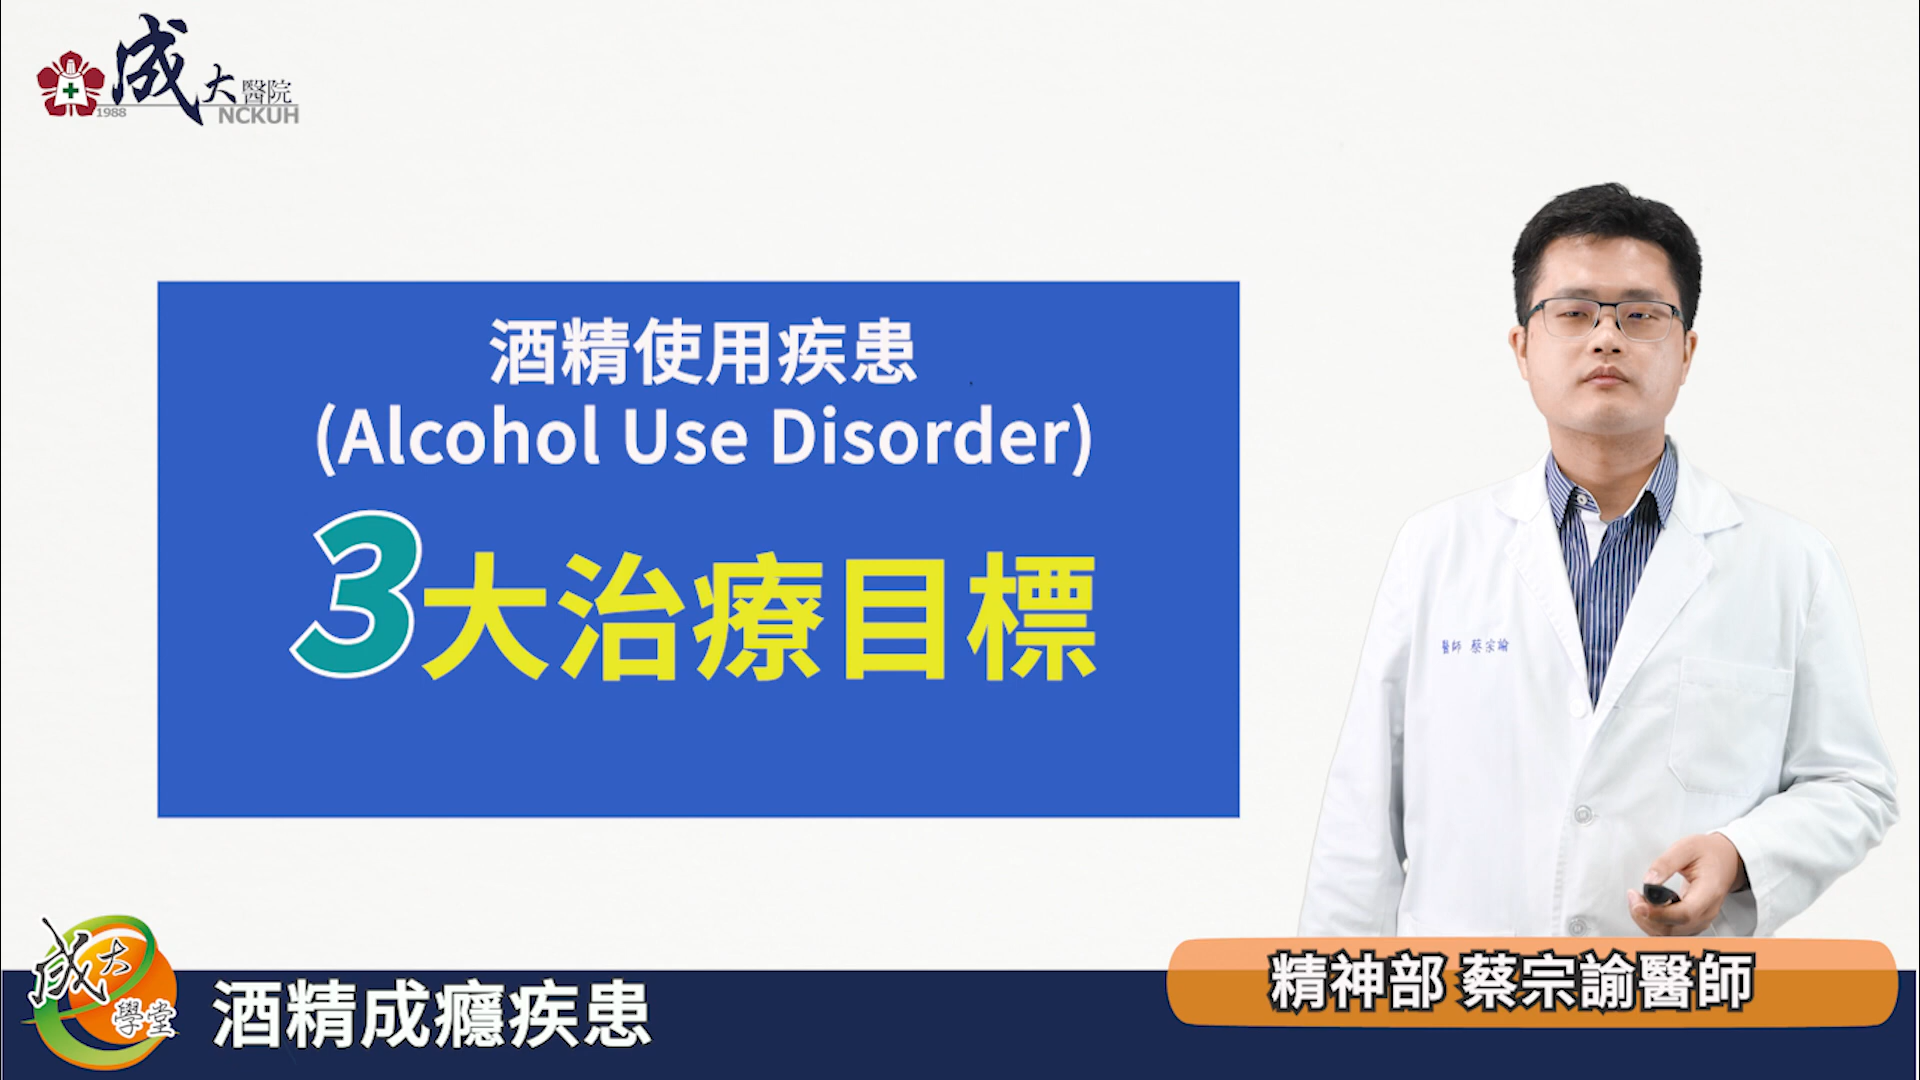 成大醫院
1988
NCKUH
酒精使用疾患
(Alcohol Use Disorder)
3大治療目標
醫師 蔡宗諭
成大
學堂
酒精成癮疾患
精神部 蔡宗諭醫師